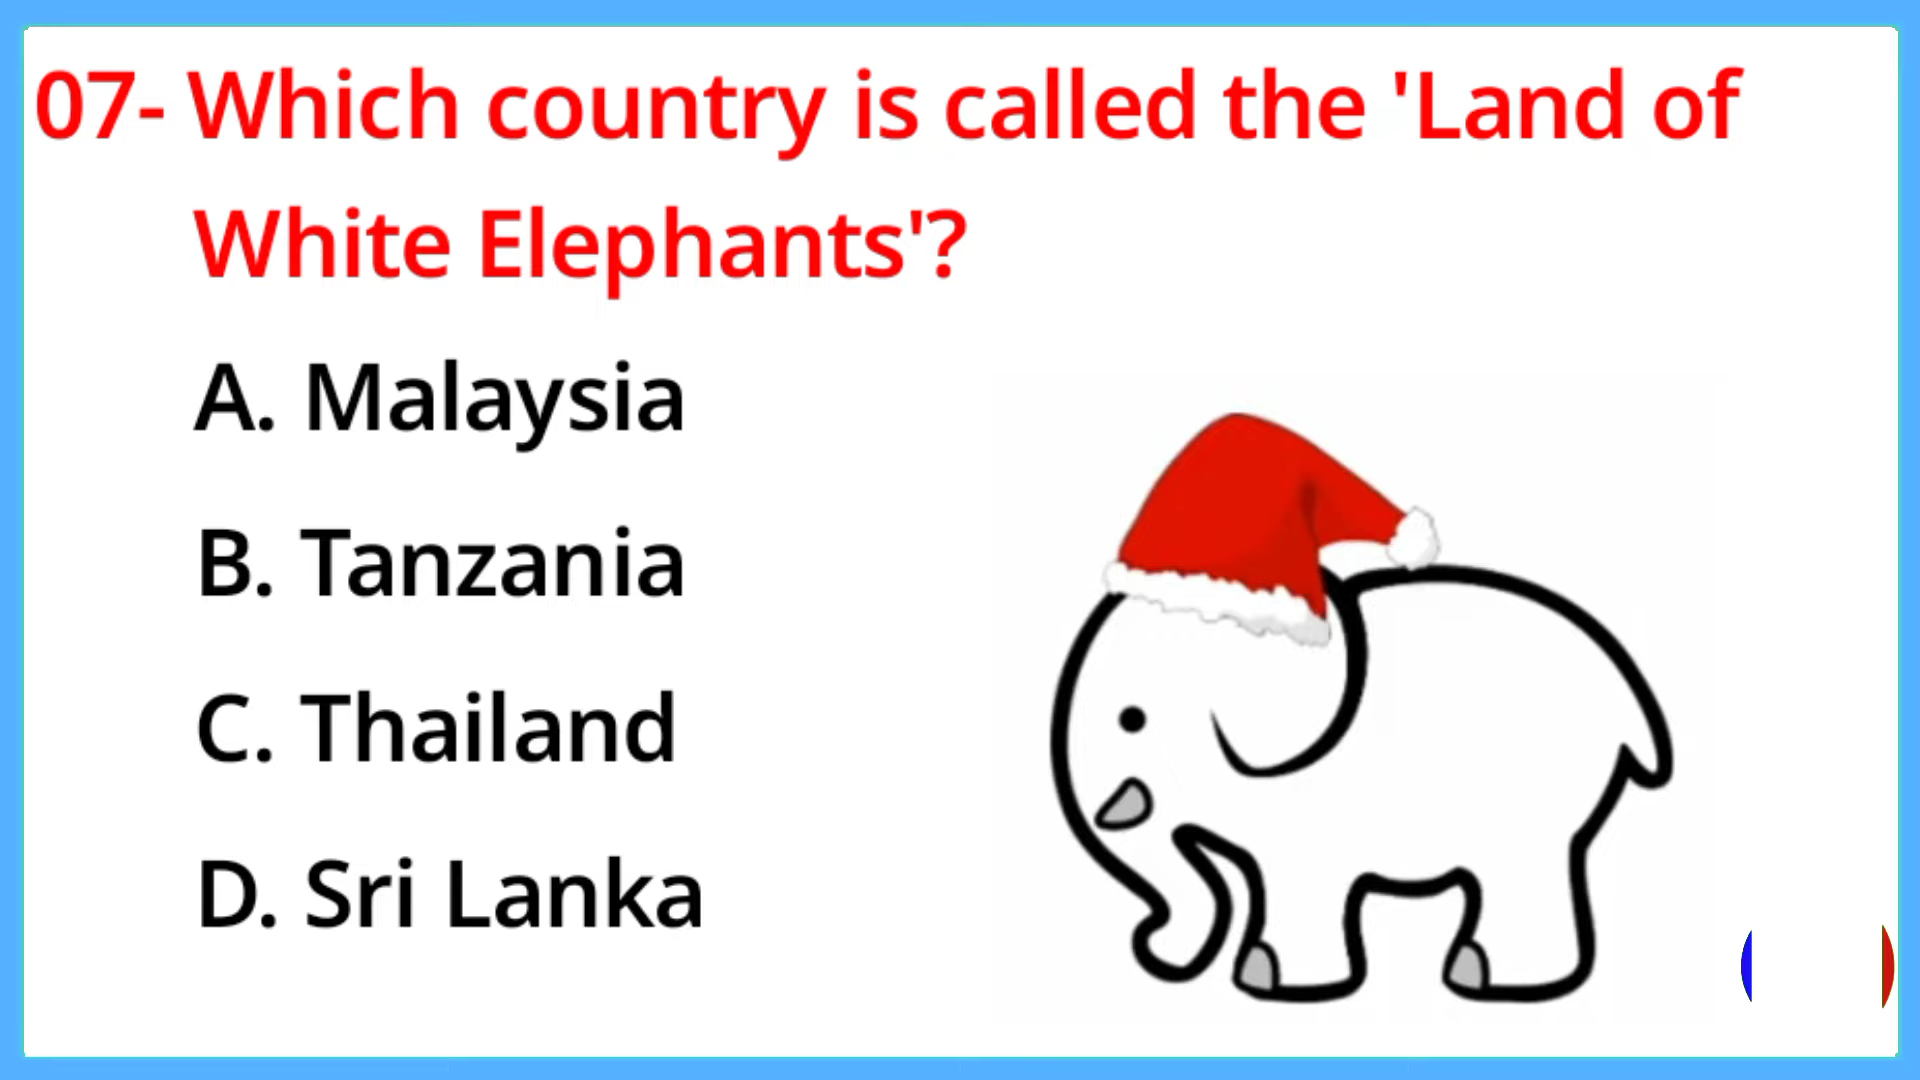 07- Which country is called the 'Land of
White Elephants'?
A. Malaysia
B. Tanzania
C. Thailand
D. Sri Lanka